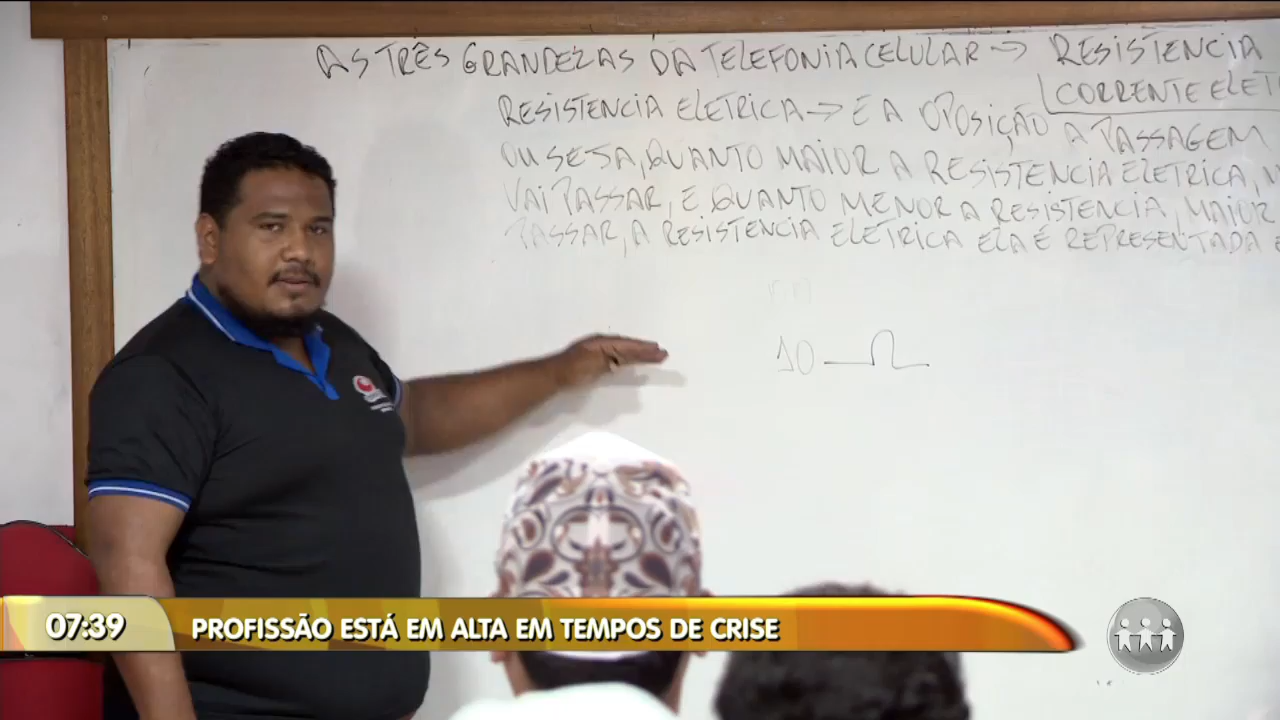 AS TRÊS GRANDEZAS DA TELEFONIA CELULAR → RESISTENCIA
CORRENTE ELET
RESISTENCIA ELETRICA → E A OPOSIÇÃO A PASSAGEM
OU SEJA, QUANTO MAIOR A RESISTENCIA ELETRICA,
VAI PASSAR, E QUANTO MENOR A RESISTENCIA, MAIOR
PASSAR, A RESISTENCIA ELETRICA ELA É REPRESENTADA
10 Ω
07:39
PROFISSÃO ESTÁ EM ALTA EM TEMPOS DE CRISE